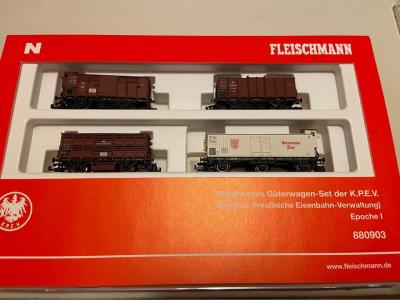 N
FLEISCHMANN
Güterwagen-Set der K.P.E.V.
Preußische Eisenbahn-Verwaltung)
Epoche I
880903
K.P.E.V.
www.fleischmann.de